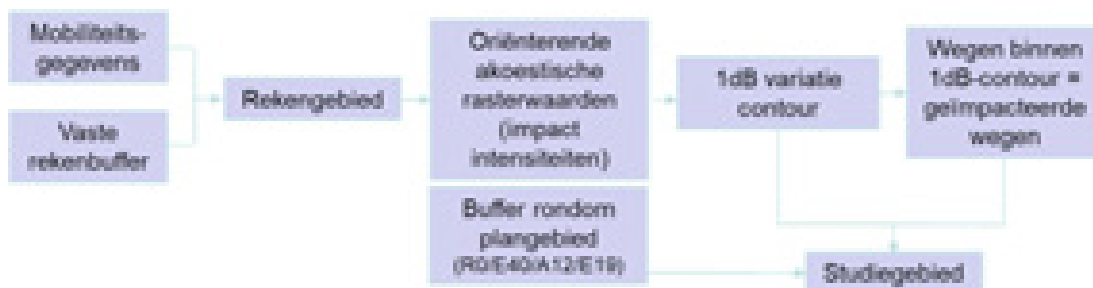 Mobiliteits-
gegevens
Vaste
rekenbuffer
Rekengebied
Oriënterende
akoestische
rasterwaarden
(impact
intensiteiten)
Buffer rondom
plangebied
(R0/E40/A12/E19)
1dB variatie
contour
Wegen binnen
1dB-contour =
geïmpacteerde
wegen
Studiegebied